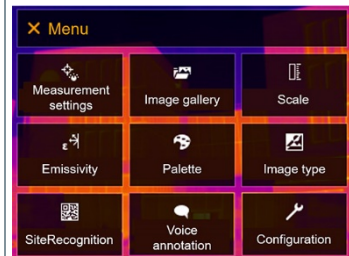 Menu
Measurement
settings
Image gallery
Scale
ε
Emissivity
Palette
Image type
SiteRecognition
Voice
annotation
Configuration